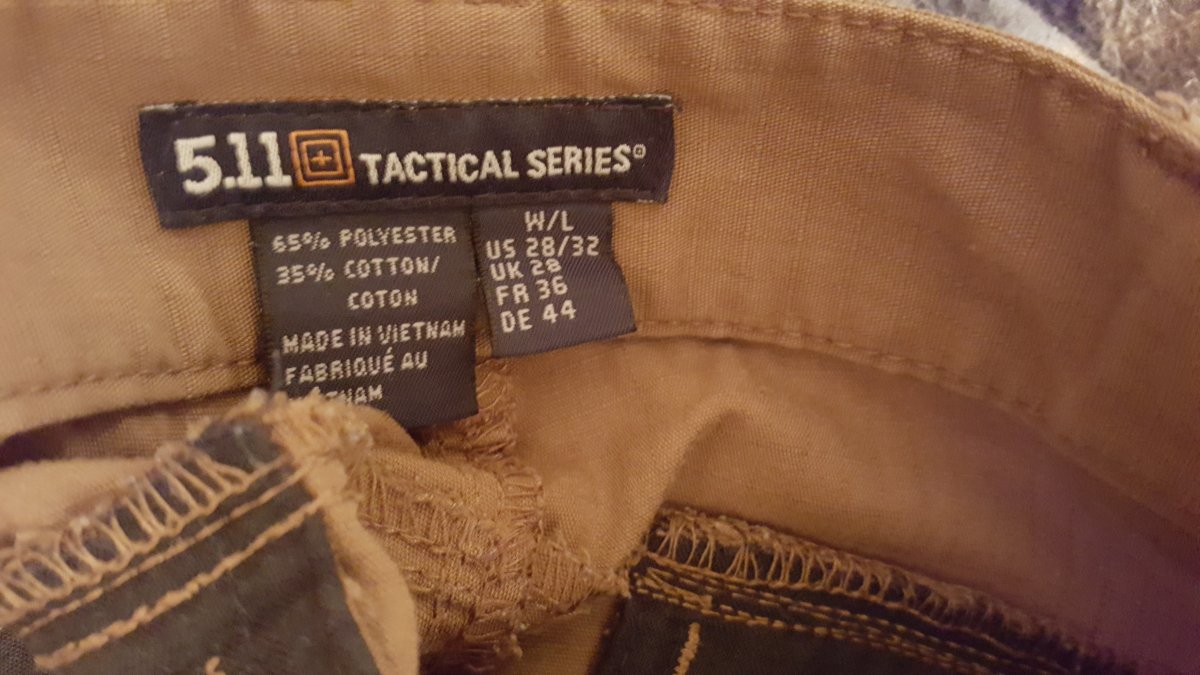 5.11 TACTICAL SERIES
65% POLYESTER
35% COTTON/
COTON
MADE IN VIETNAM
FABRIQUÉ AU
W/L
US 28/32
UK 28
FR 36
DE 44